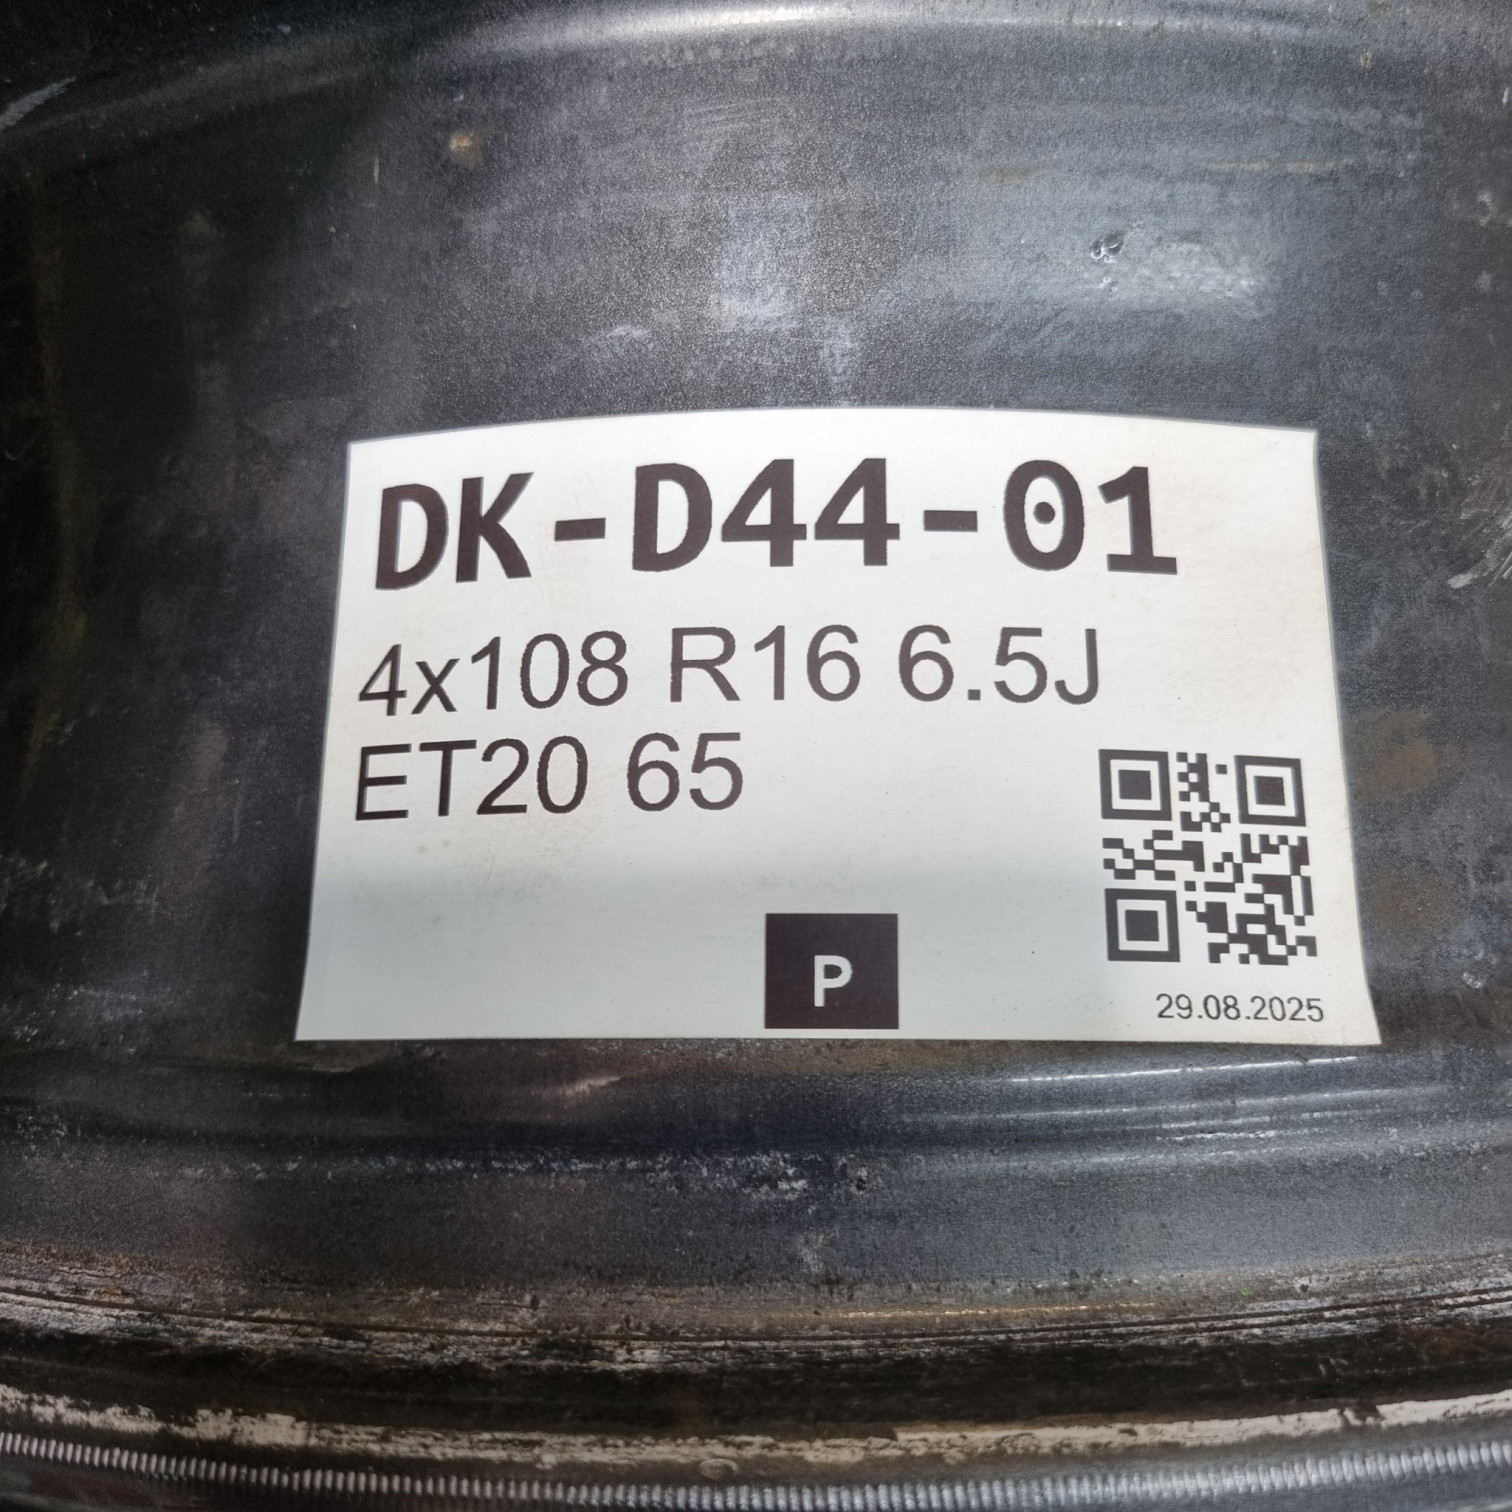 DK-D44-01
4x108 R16 6.5J
ET20 65
P
29.08.2025